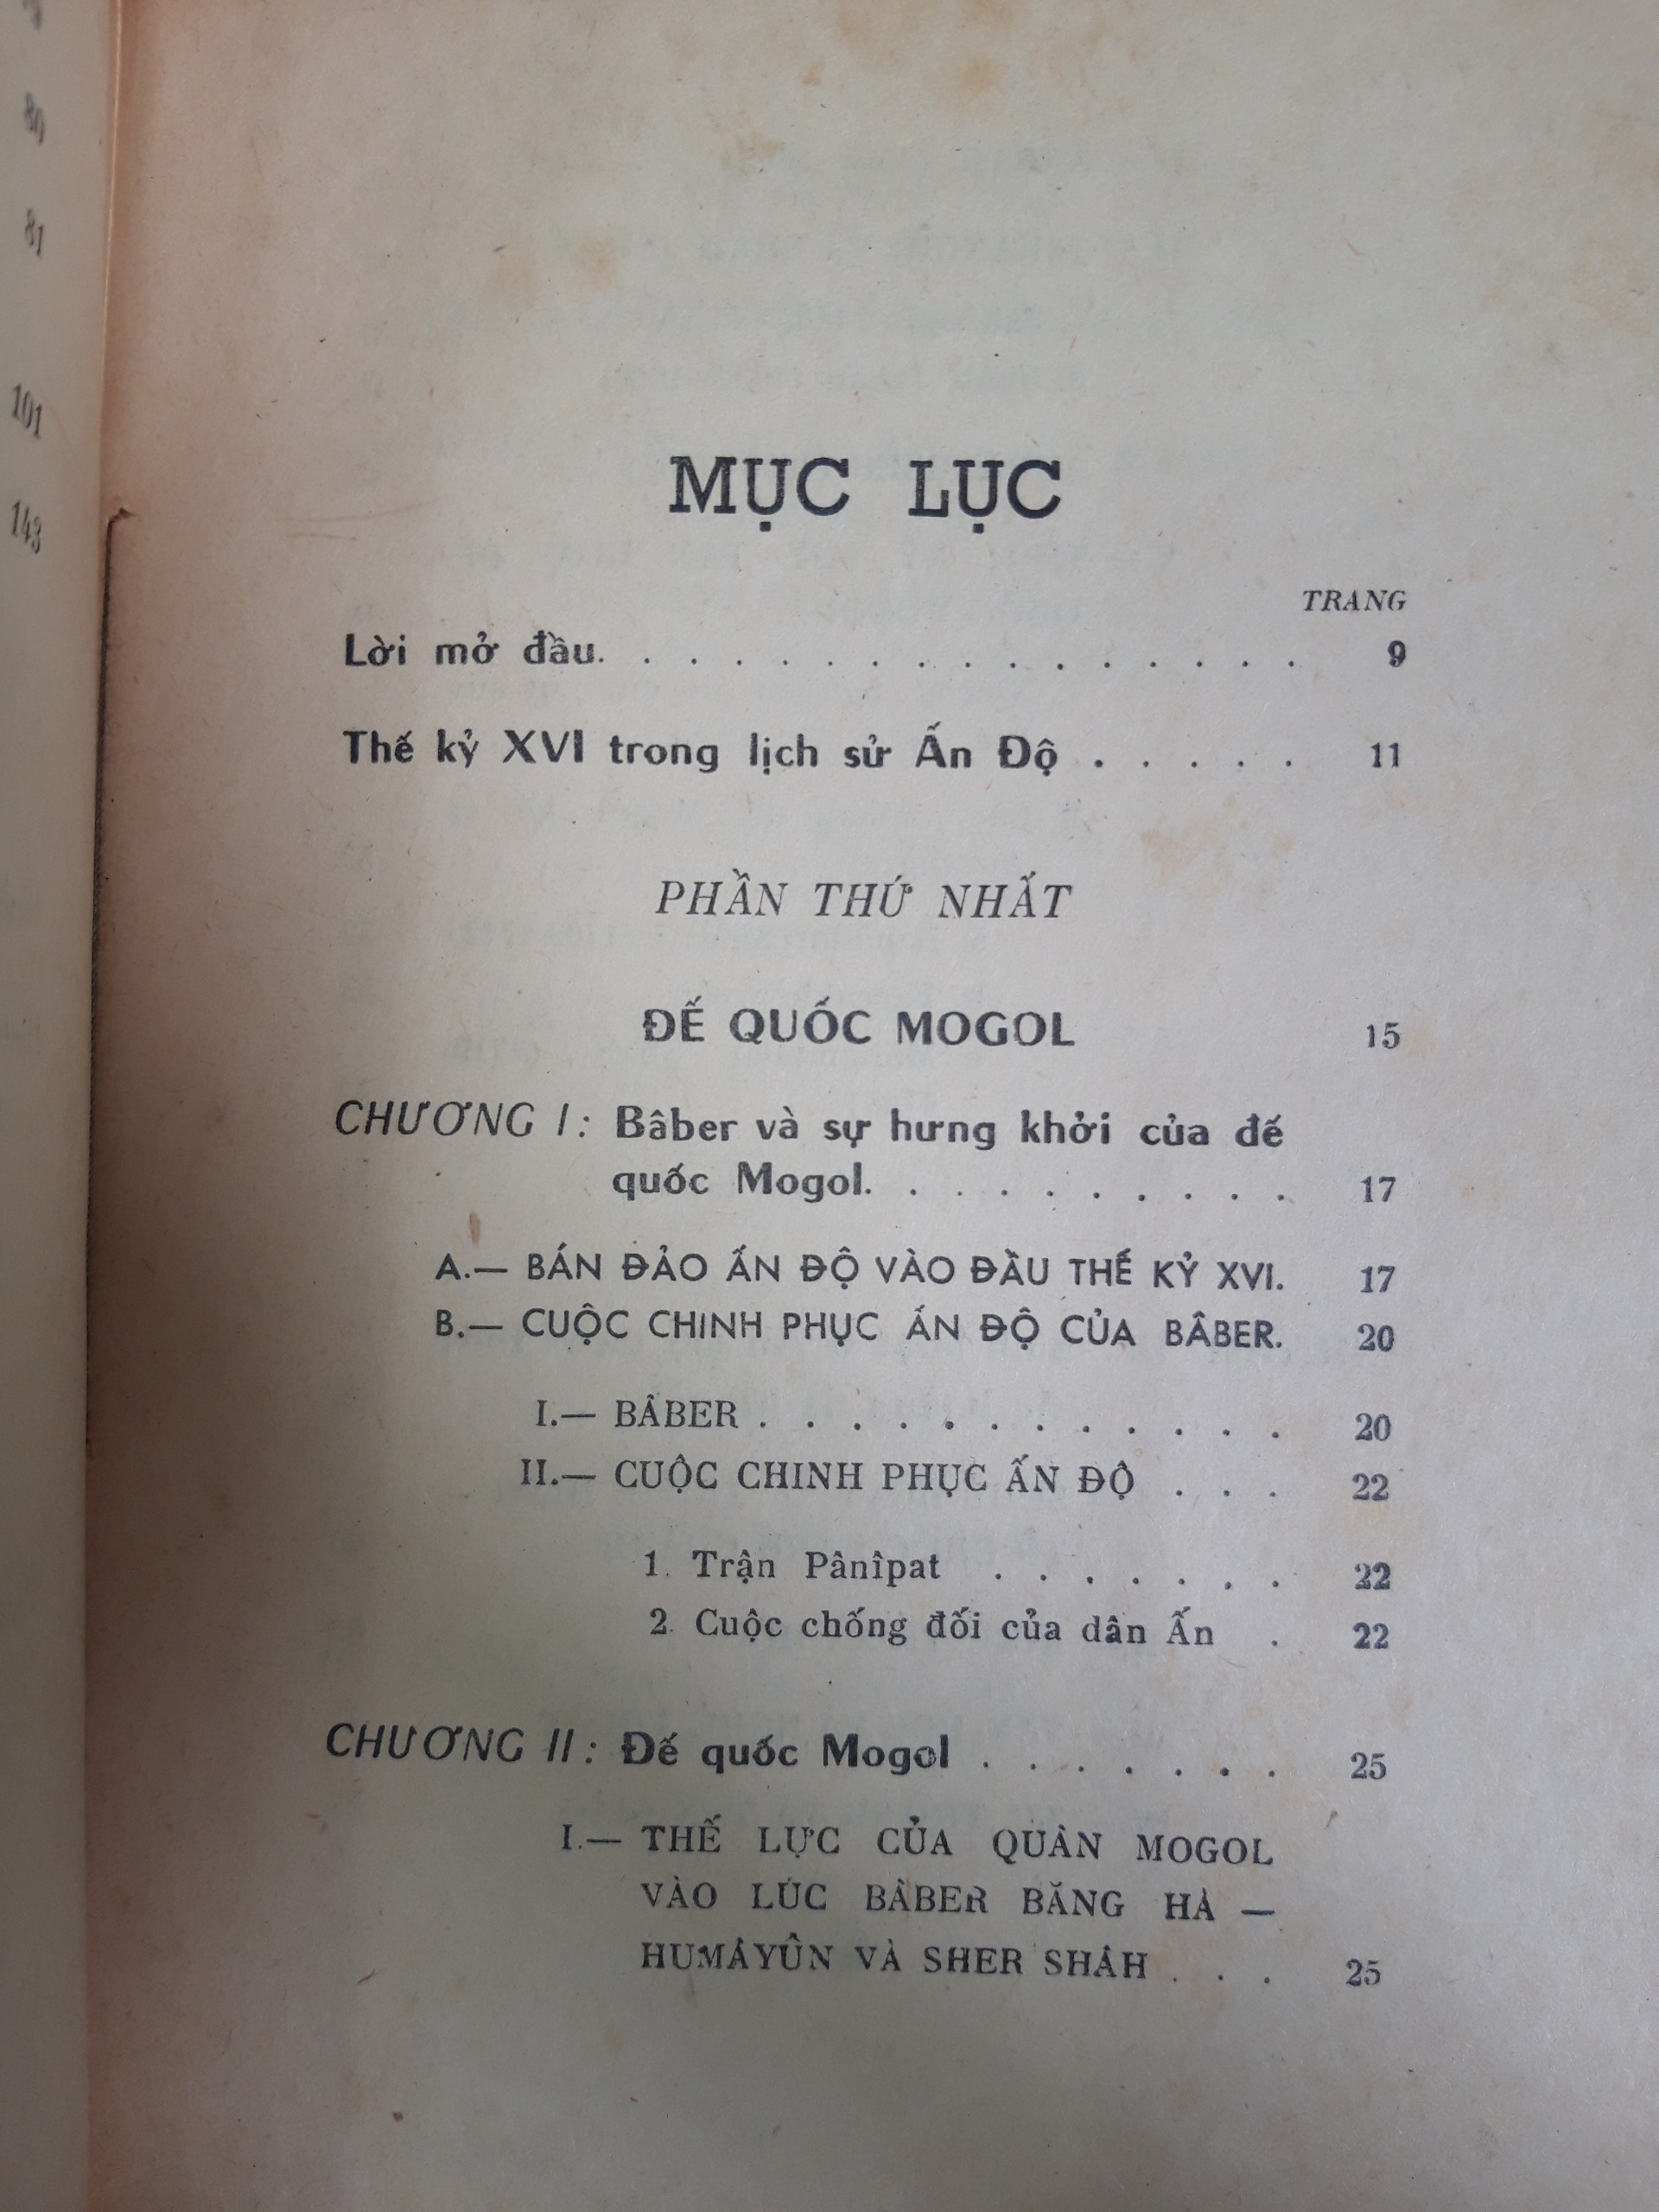 80
81
101
143
MỤC LỤC
TRANG
Lời mở đầu. . . . . . . . . . . . . . . . 9
Thế kỷ XVI trong lịch sử Ấn Độ . . . . . 11
PHẦN THỨ NHẤT
ĐẾ QUỐC MOGOL 15
CHƯƠNG I : Bâber và sự hưng khởi của đế
quốc Mogol. . . . . . . . . . 17
A.— BÁN ĐẢO ẤN ĐỘ VÀO ĐẦU THẾ KỶ XVI. 17
B.— CUỘC CHINH PHỤC ẤN ĐỘ CỦA BÂBER. 20
I.— BÂBER . . . . . . . . . . . . 20
II.— CUỘC CHINH PHỤC ẤN ĐỘ . . . 22
1. Trận Pânîpat . . . . . . . 22
2. Cuộc chống đối của dân Ấn . 22
CHƯƠNG II : Đế quốc Mogol . . . . . . . 25
I.— THẾ LỰC CỦA QUÂN MOGOL
VÀO LÚC BÂBER BĂNG HÀ —
HUMÂYÛN VÀ SHER SHÂH . . . 25